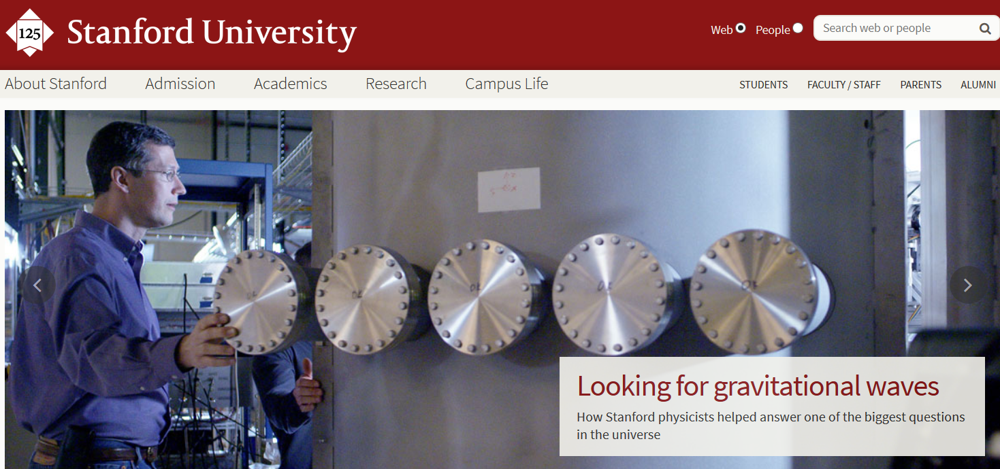 125
Stanford University
Web People Search web or people
About Stanford Admission Academics Research Campus Life STUDENTS FACULTY / STAFF PARENTS ALUMNI
Looking for gravitational waves
How Stanford physicists helped answer one of the biggest questions
in the universe